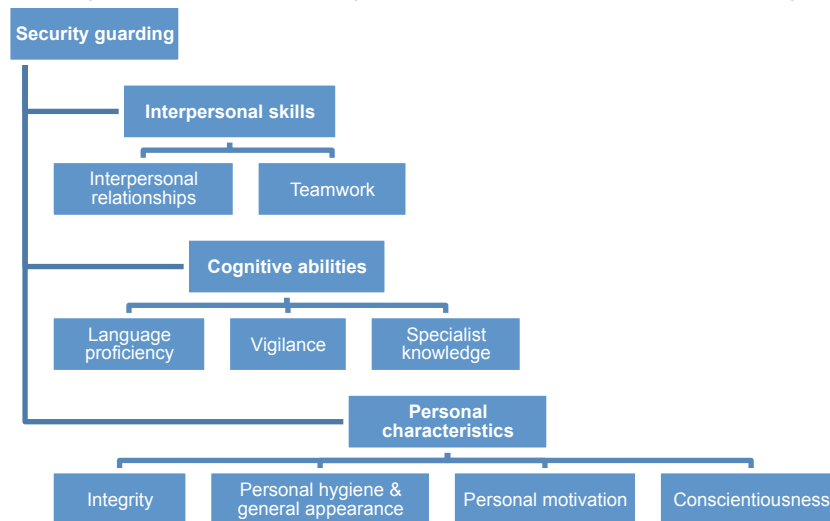 Security guarding
Interpersonal skills
Interpersonal
relationships
Teamwork
Cognitive abilities
Language
proficiency
Vigilance
Specialist
knowledge
Personal
characteristics
Integrity
Personal hygiene &
general appearance
Personal motivation
Conscientiousness